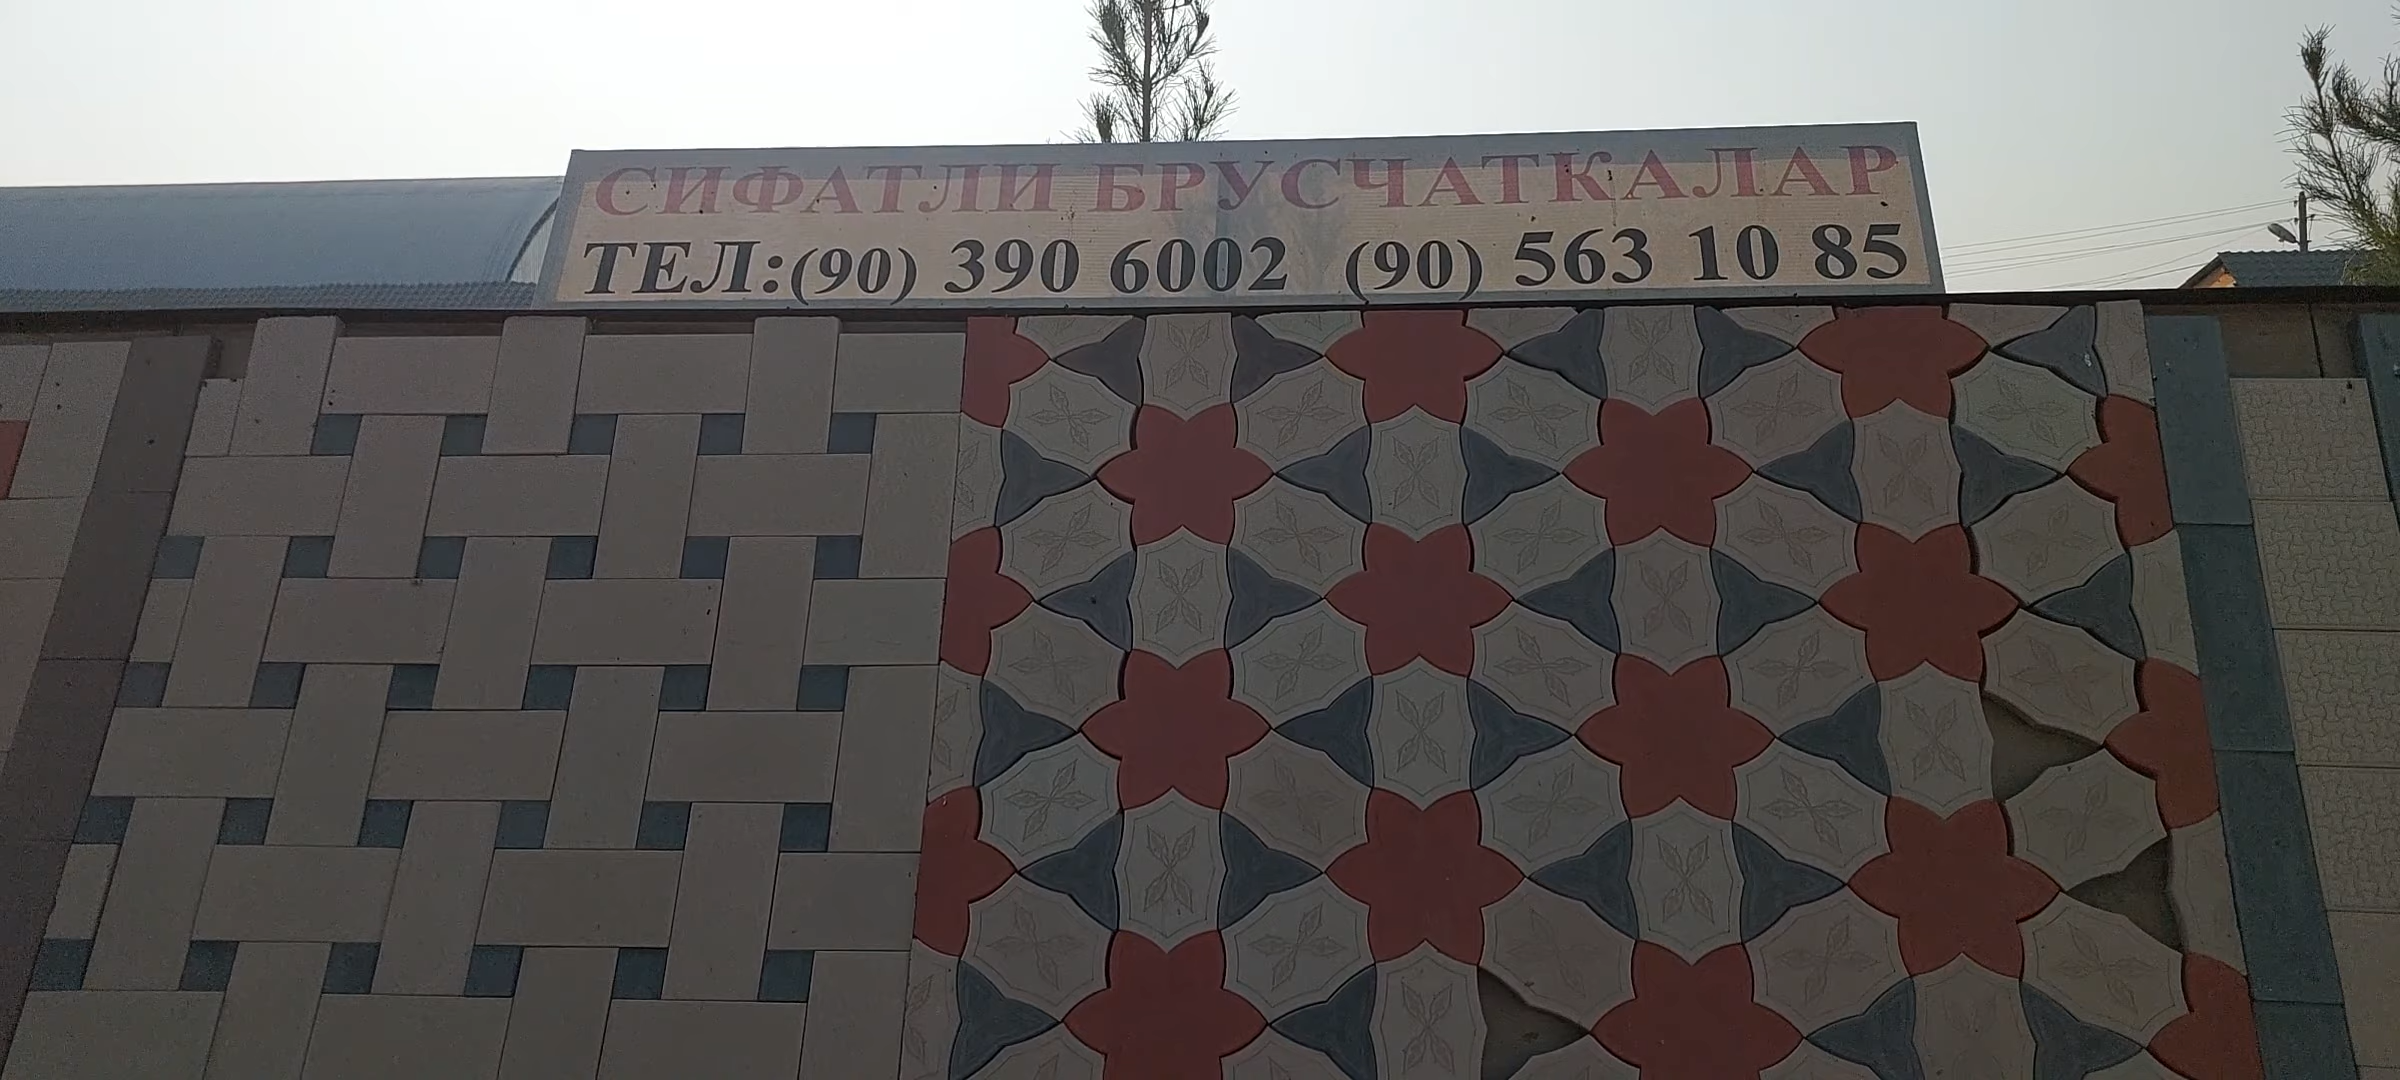 СИФАТЛИ БРУСЧАТКАЛАР
ТЕЛ:(90) 390 6002 (90) 563 10 85